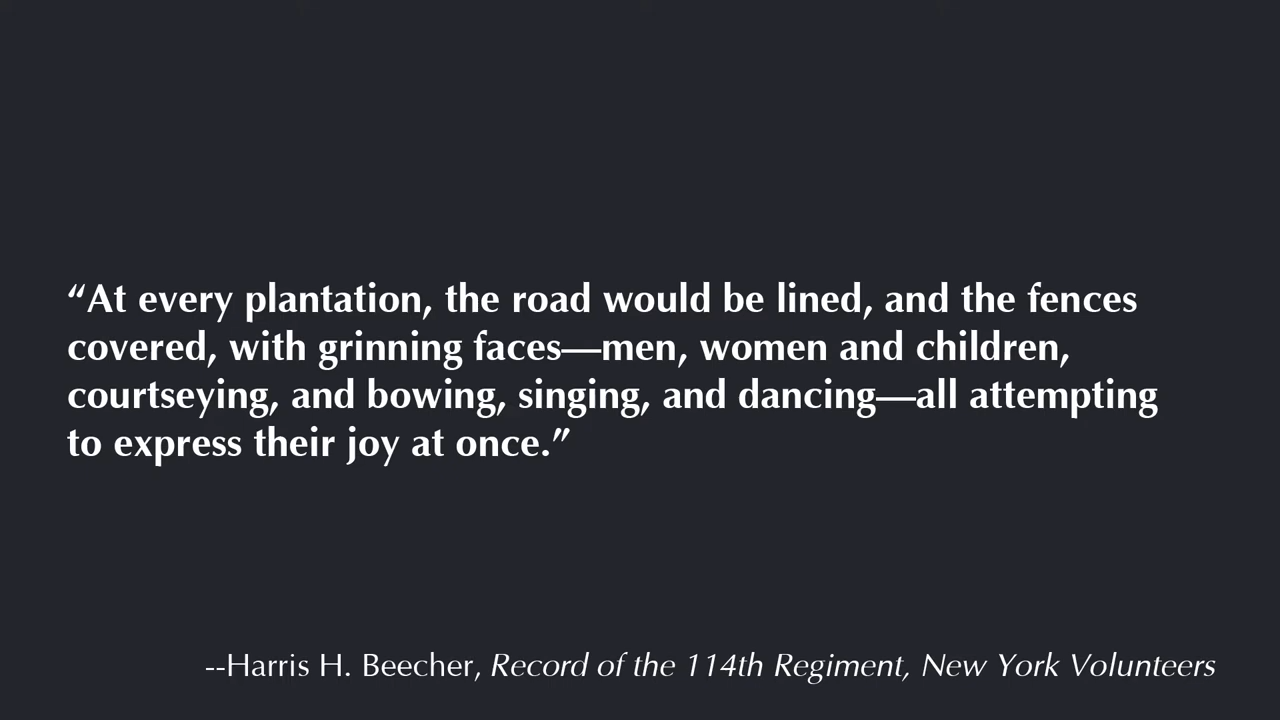 “At every plantation, the road would be lined, and the fences
covered, with grinning faces—men, women and children,
courtseying, and bowing, singing, and dancing—all attempting
to express their joy at once.”
--Harris H. Beecher, Record of the 114th Regiment, New York Volunteers